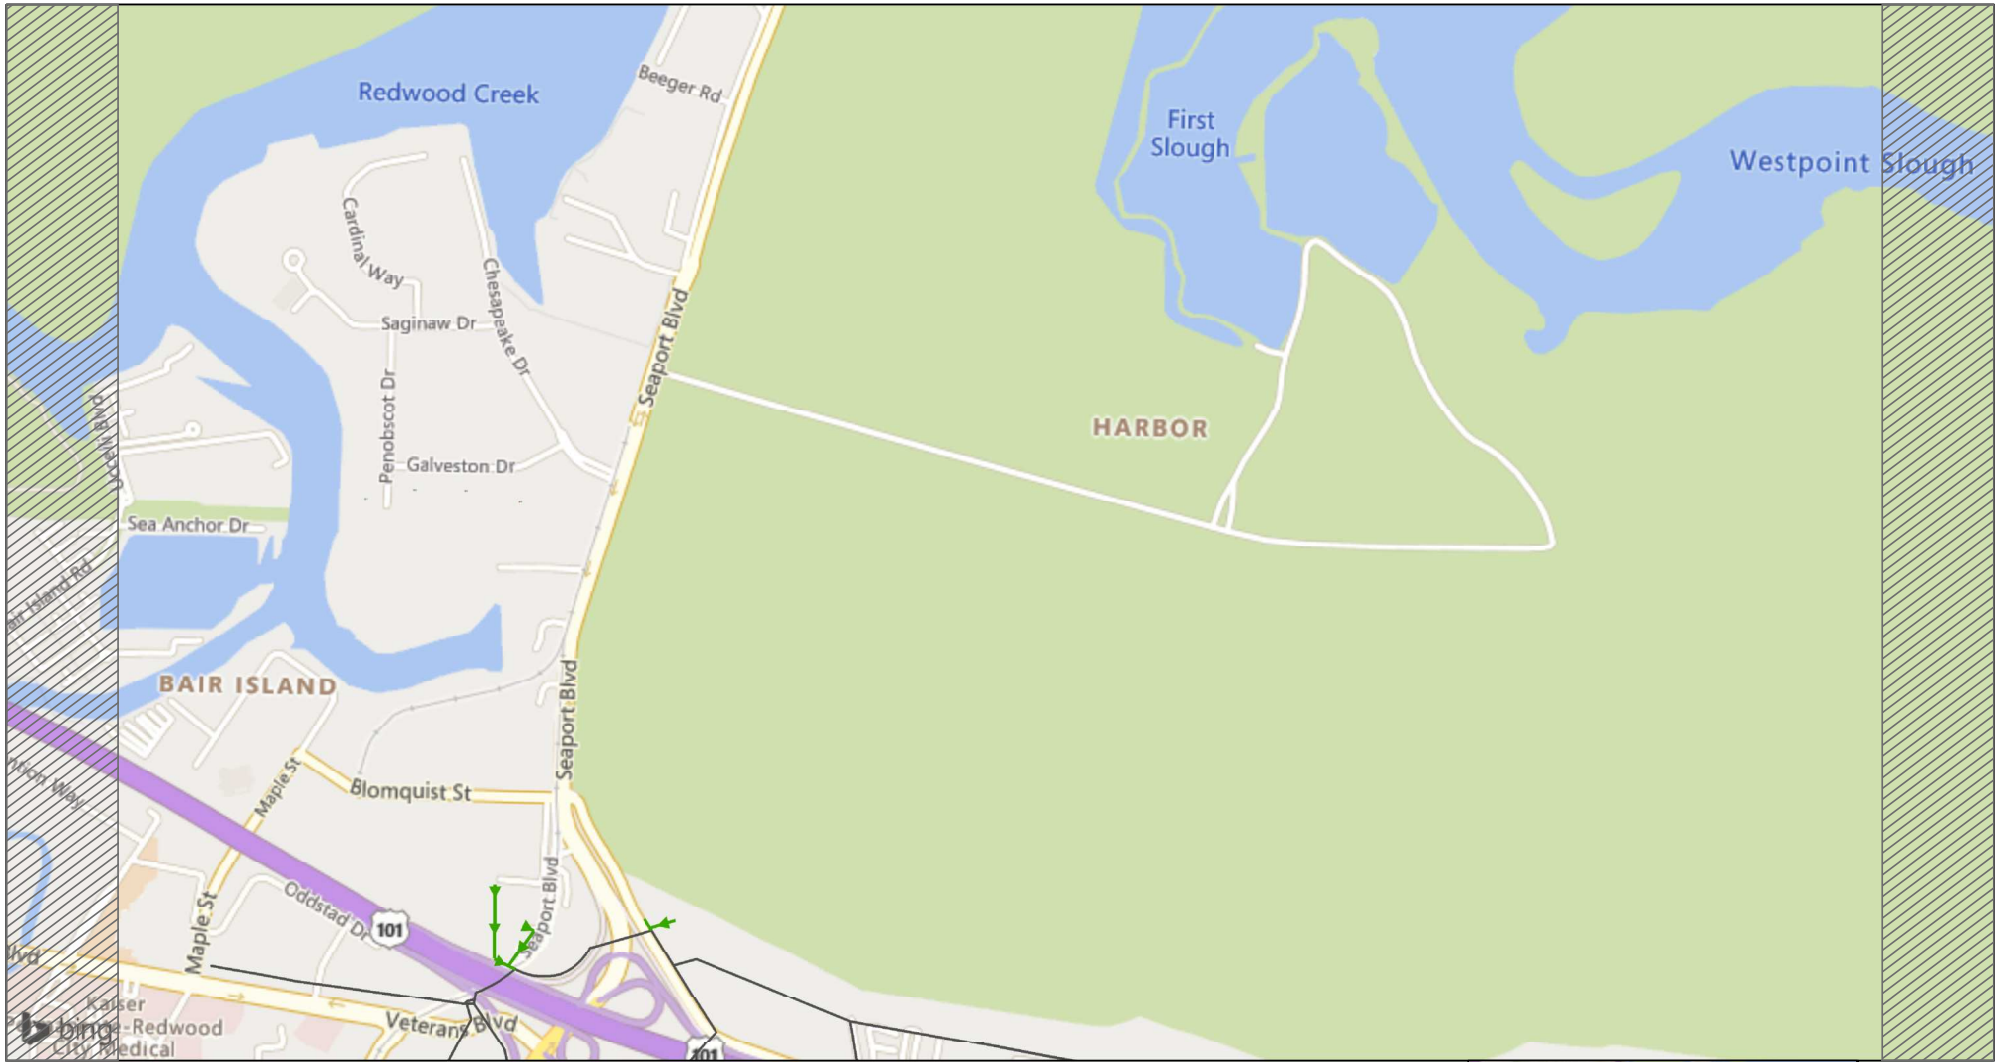 Redwood Creek
Beeger Rd
First
Slough
Westpoint Slough
Cardinal Way
Chesapeake Dr
Saginaw Dr
Seaport Blvd
Penobscot Dr
HARBOR
Galveston Dr
Sea Anchor Dr
Seaport Blvd
BAIR ISLAND
Maple St
Blomquist St
Seaport Blvd
Oddstad Dr
101
Maple St
Veterans Blvd
Kaiser
-Redwood
City Medical
bing
101